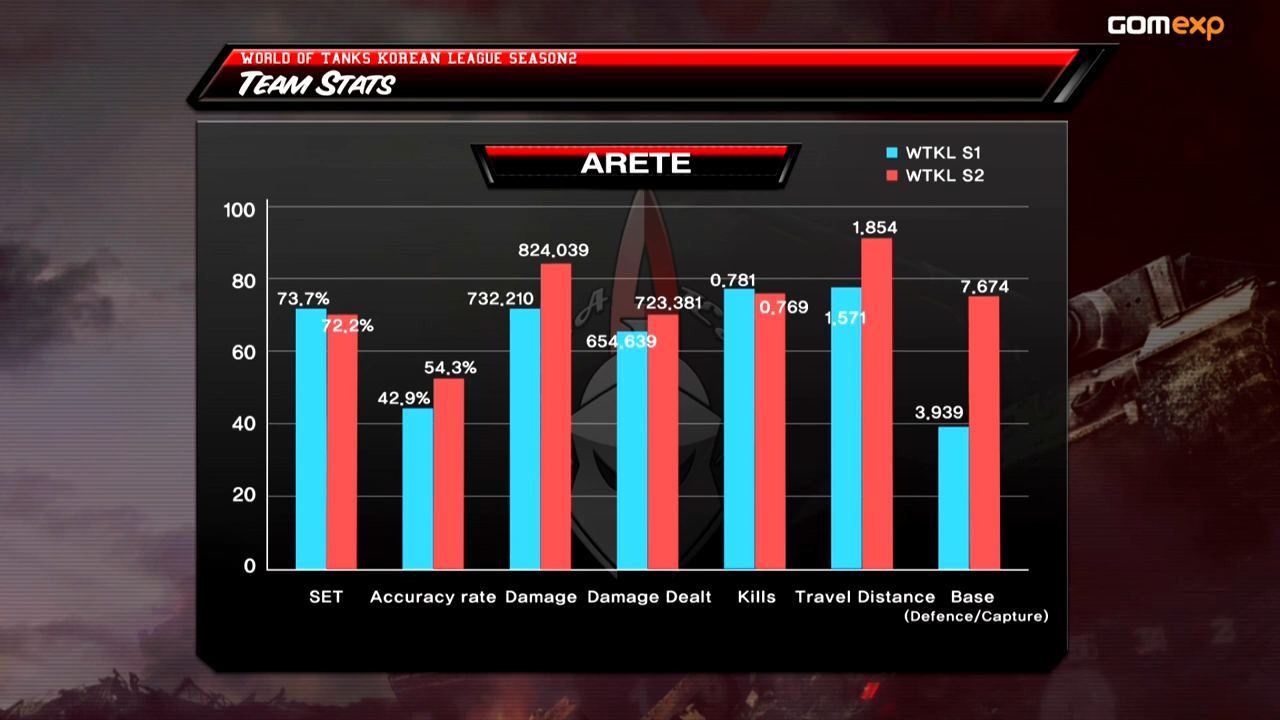 GOMexp
WORLD OF TANKS KOREAN LEAGUE SEASON2
TEAM STATS
ARETE
WTKL S1
WTKL S2
100
80
60
40
20
0
73.7%
72.2%
42.9%
54.3%
732.210
824.039
654.639
723.381
0.781
0.769
1.571
1.854
3.939
7.674
SET
Accuracy rate
Damage
Damage Dealt
Kills
Travel Distance
Base
(Defence/Capture)